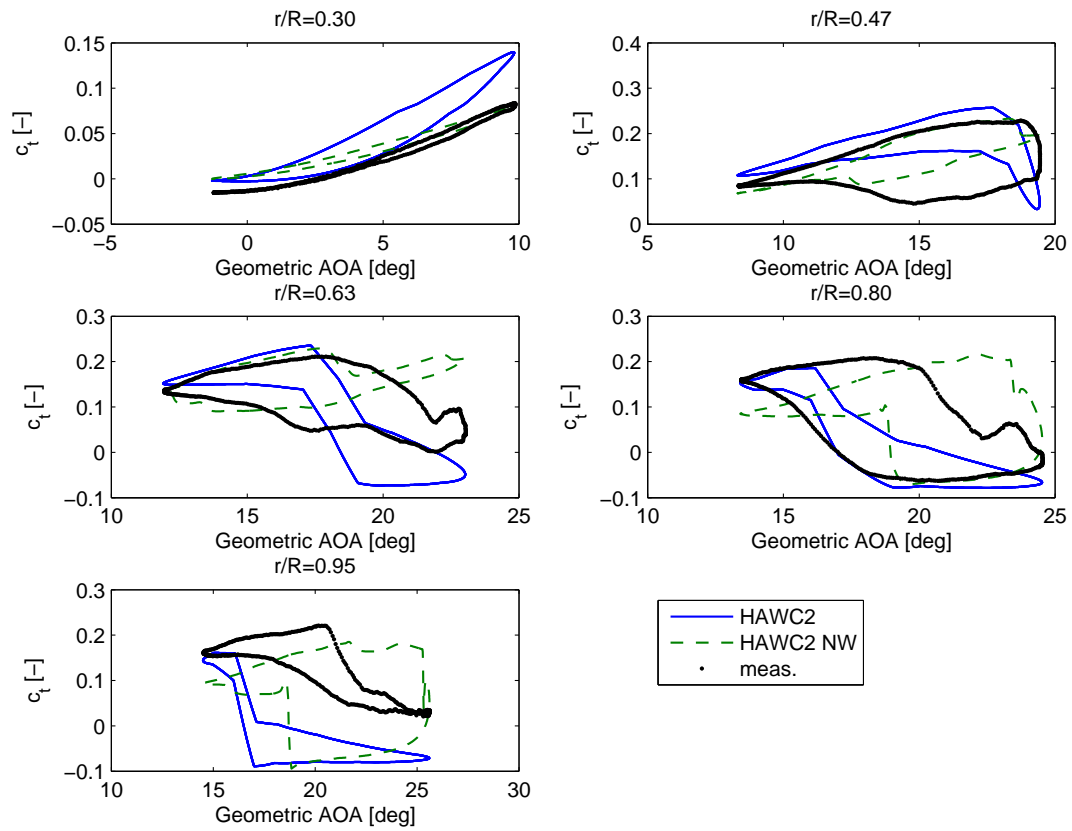 r/R=0.30
0.15
0.1
0.05
0
−0.05
c_t [−]
−5
0
5
10
Geometric AOA [deg]
r/R=0.47
0.4
0.3
0.2
0.1
0
c_t [−]
5
10
15
20
Geometric AOA [deg]
r/R=0.63
0.3
0.2
0.1
0
−0.1
c_t [−]
10
15
20
25
Geometric AOA [deg]
r/R=0.80
0.3
0.2
0.1
0
−0.1
c_t [−]
10
15
20
25
Geometric AOA [deg]
r/R=0.95
0.3
0.2
0.1
0
−0.1
c_t [−]
10
15
20
25
30
Geometric AOA [deg]
HAWC2
HAWC2 NW
meas.